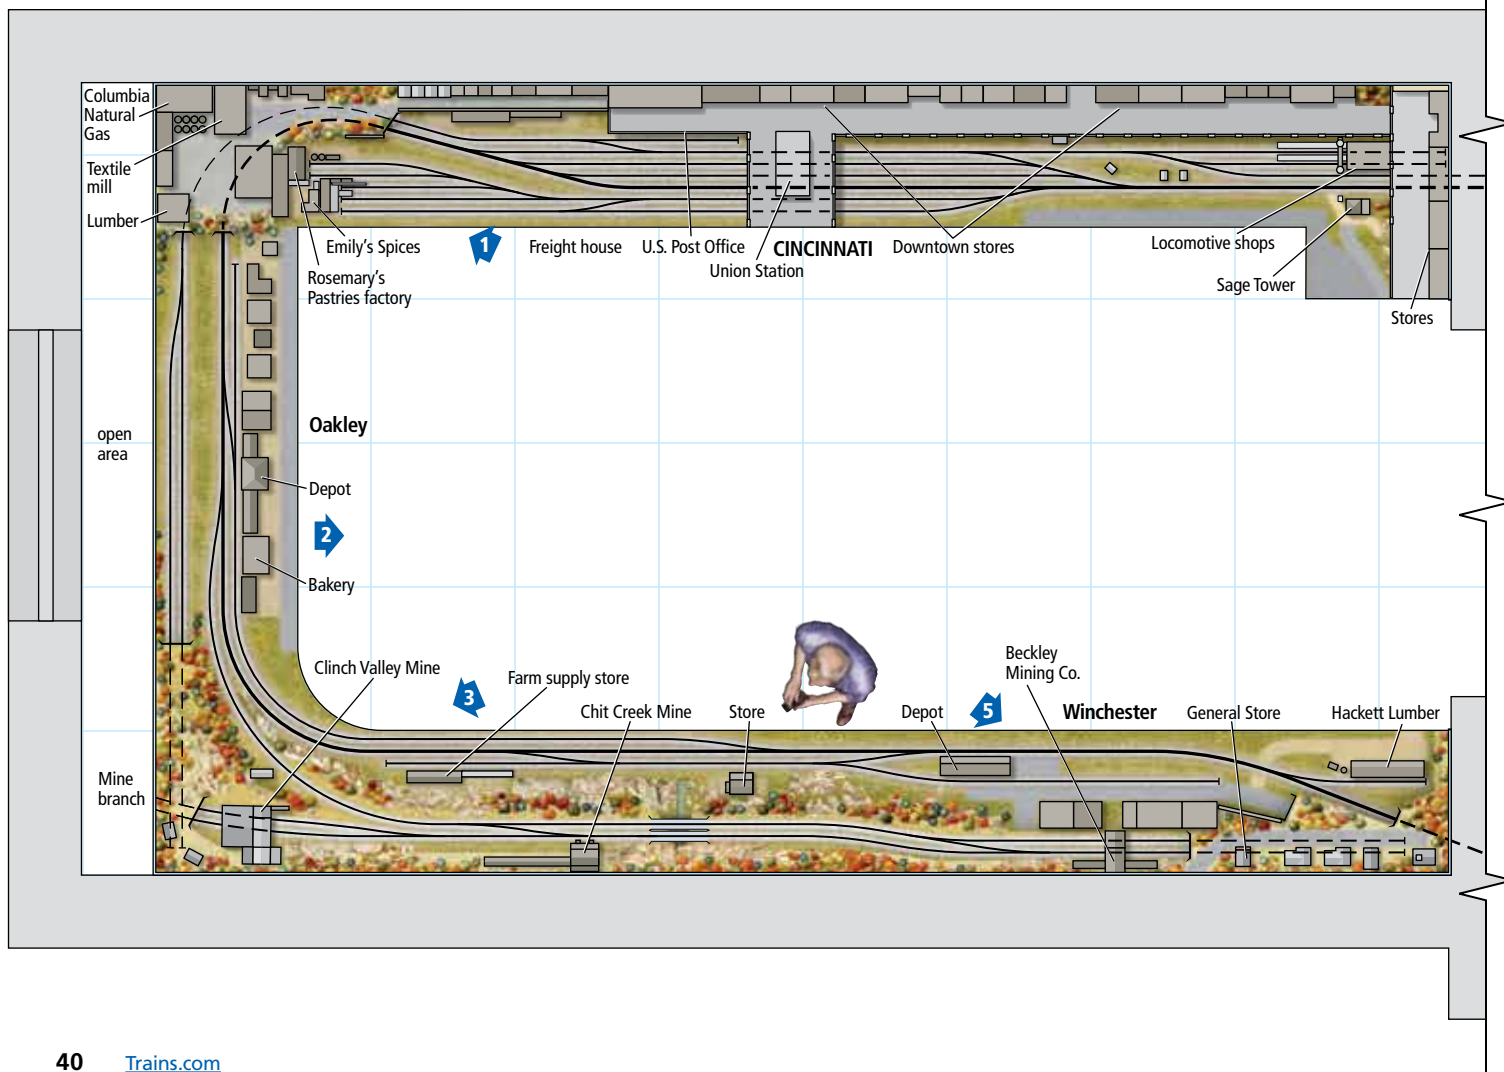 Columbia
Natural
Gas
Textile
mill
Lumber
Emily's Spices
Rosemary's
Pastries factory
1
Freight house
U.S. Post Office
Union Station
CINCINNATI
Downtown stores
Locomotive shops
Sage Tower
Stores
open
area
Oakley
Depot
2
Bakery
Clinch Valley Mine
3
Farm supply store
Chit Creek Mine
Store
Beckley
Mining Co.
Depot
5
Winchester
General Store
Hackett Lumber
Mine
branch
40
Trains.com